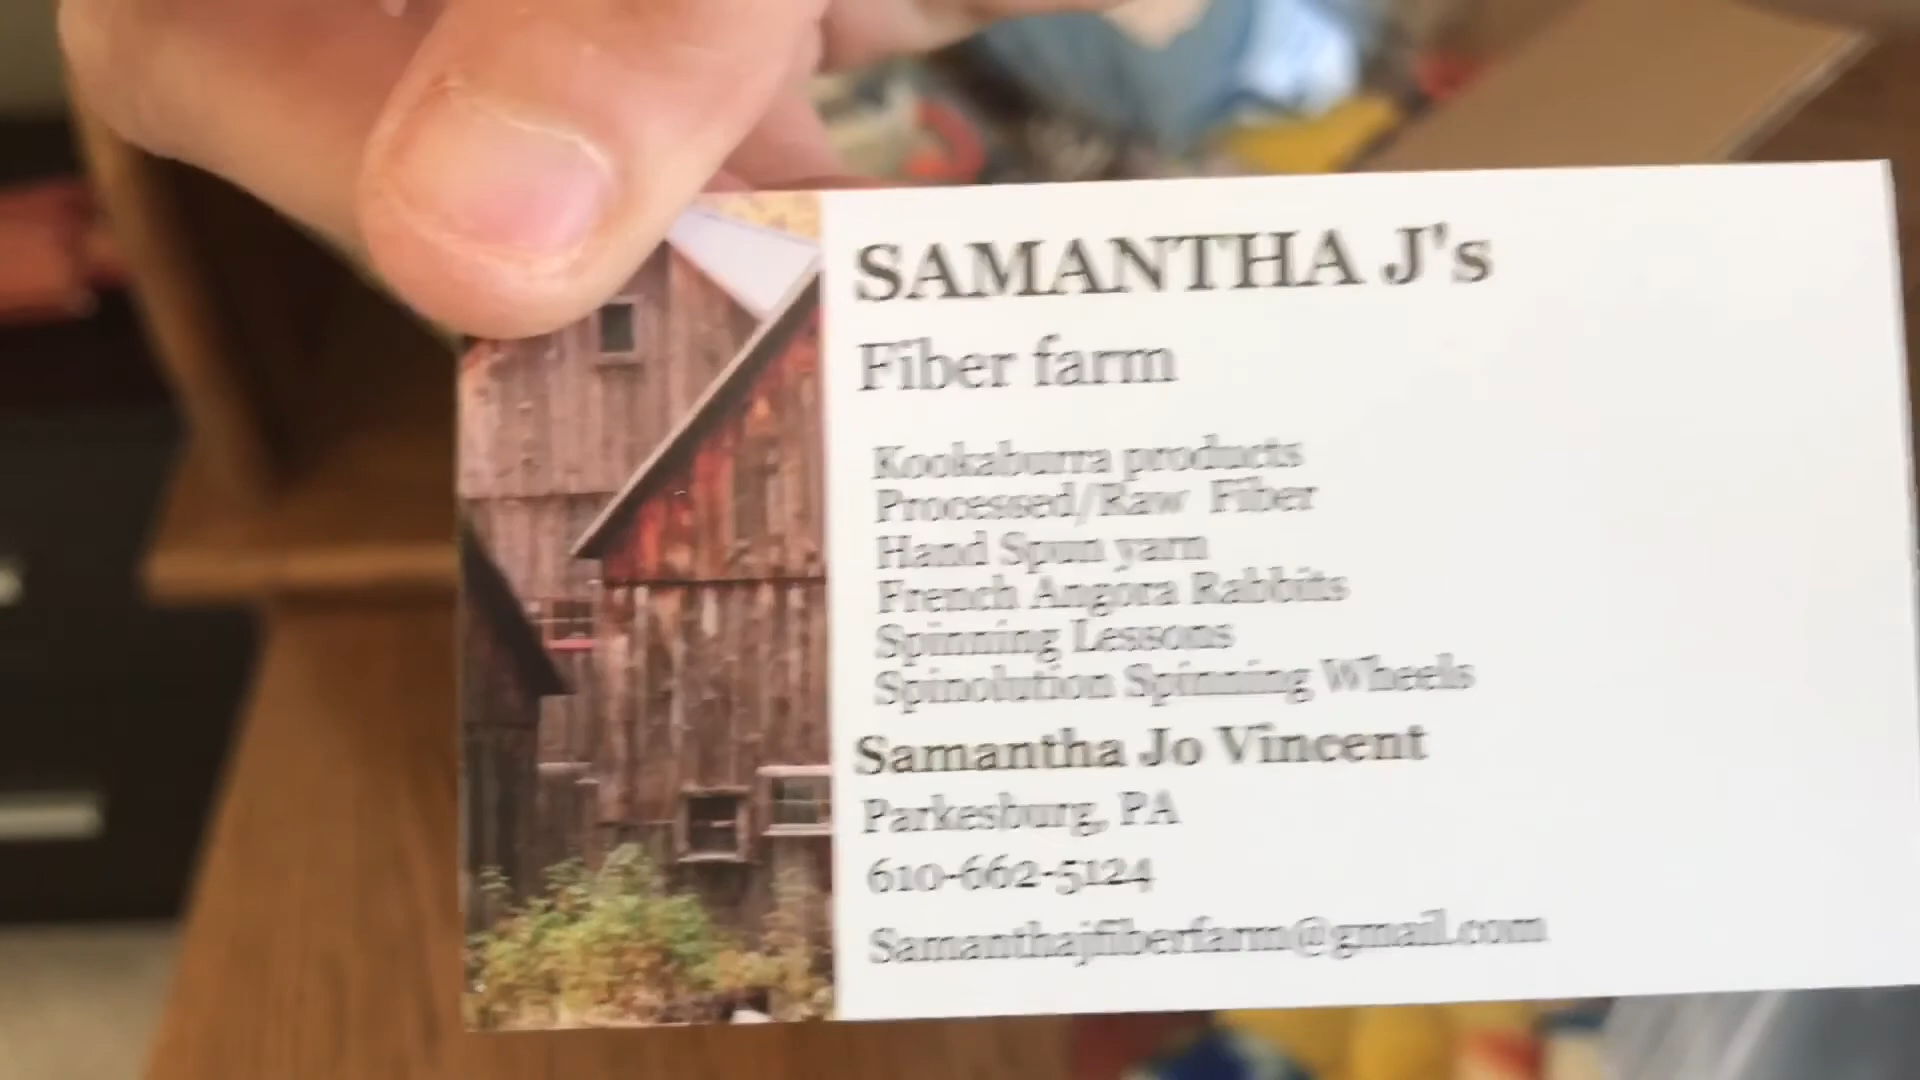 SAMANTHA J's
Fiber farm
Kookaburra products
Processed/Raw Fiber
Hand Spun yarn
French Angora Rabbits
Spinning Lessons
Spinolution Spinning Wheels
Samantha Jo Vincent
Parkesburg, PA
610-662-5124
Samanthajfiberfarm@gmail.com